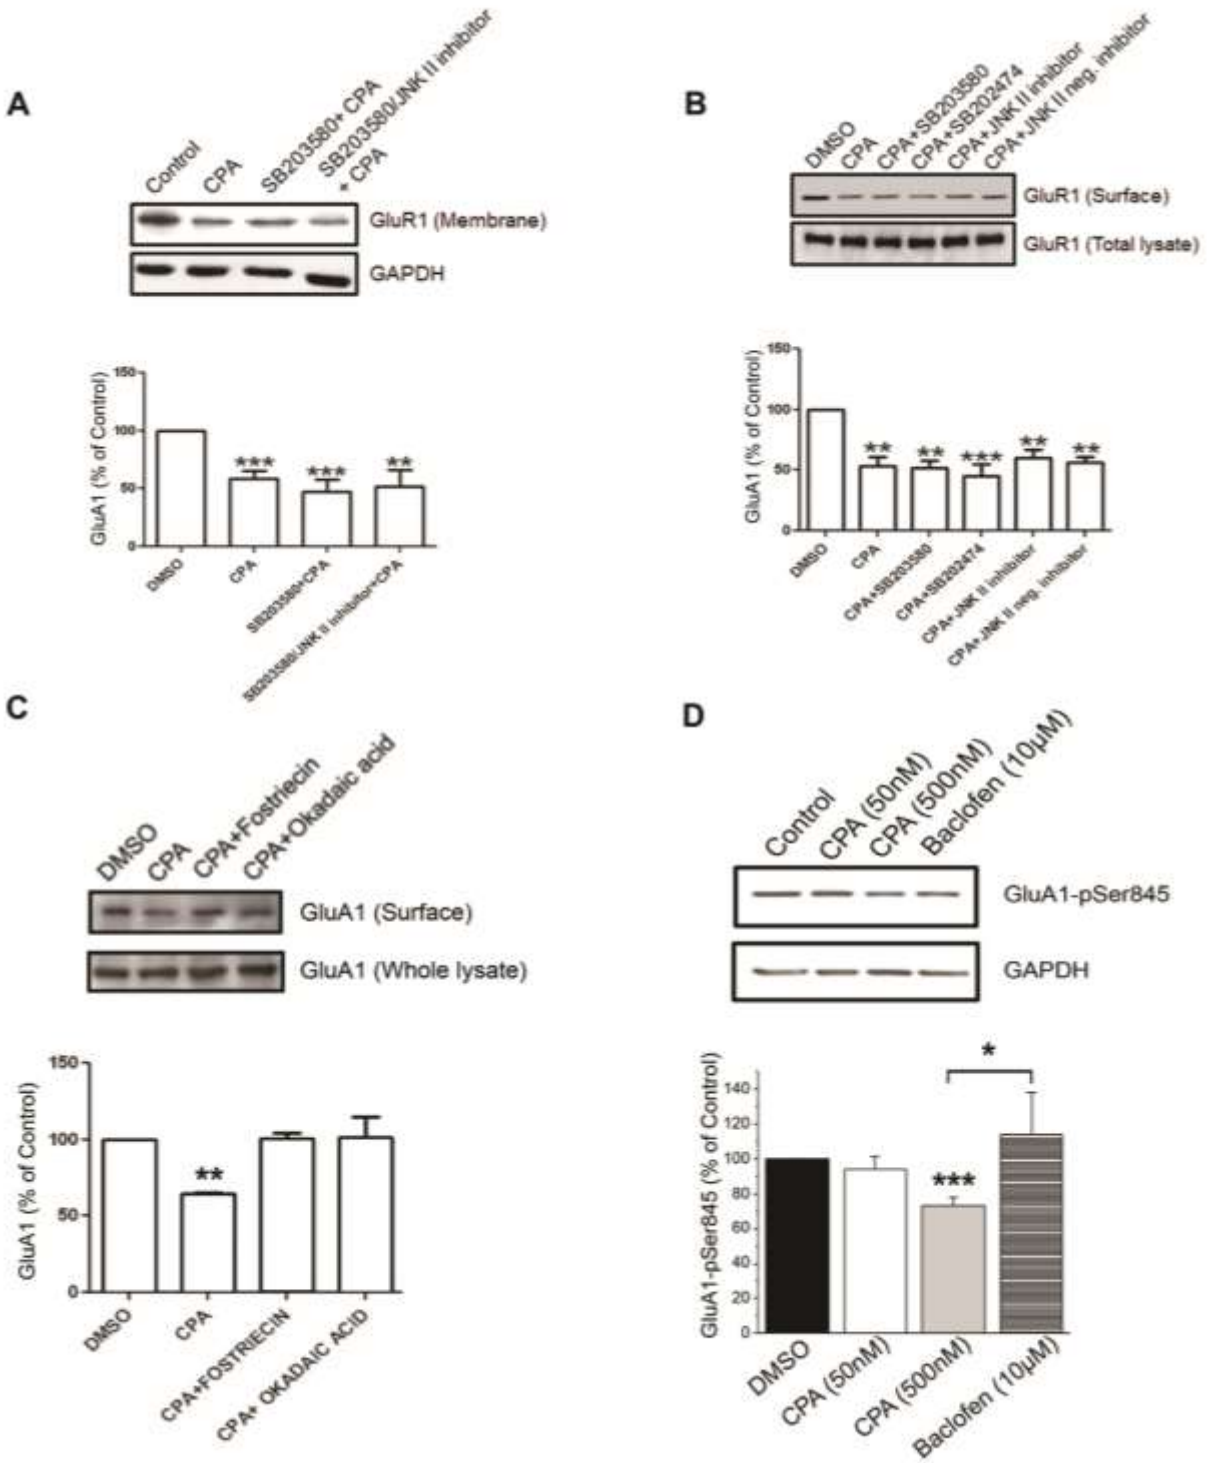 A
Control
CPA
SB203580+ CPA
SB203580/JNK II inhibitor
+ CPA
GluR1 (Membrane)
GAPDH
GluA1 (% of Control)
150
100
50
0
***
***
**
DMSO
CPA
SB203580+CPA
SB203580/JNK II inhibitor+CPA
B
DMSO
CPA
CPA+SB203580
CPA+SB202474
CPA+JNK II inhibitor
CPA+JNK II neg. inhibitor
GluR1 (Surface)
GluR1 (Total lysate)
GluA1 (% of Control)
150
100
50
0
**
**
***
**
**
DMSO
CPA
CPA+SB203580
CPA+SB202474
CPA+JNK II inhibitor
CPA+JNK II neg. inhibitor
C
DMSO
CPA
CPA+Fostriecin
CPA+Okadaic acid
GluA1 (Surface)
GluA1 (Whole lysate)
GluA1 (% of Control)
150
100
50
0
**
DMSO
CPA
CPA+FOSTRIECIN
CPA+ OKADAIC ACID
D
Control
CPA (50nM)
CPA (500nM)
Baclofen (10µM)
GluA1-pSer845
GAPDH
GluA1-pSer845 (% of Control)
140
120
100
80
60
40
20
0
***
*
DMSO
CPA (50nM)
CPA (500nM)
Baclofen (10µM)